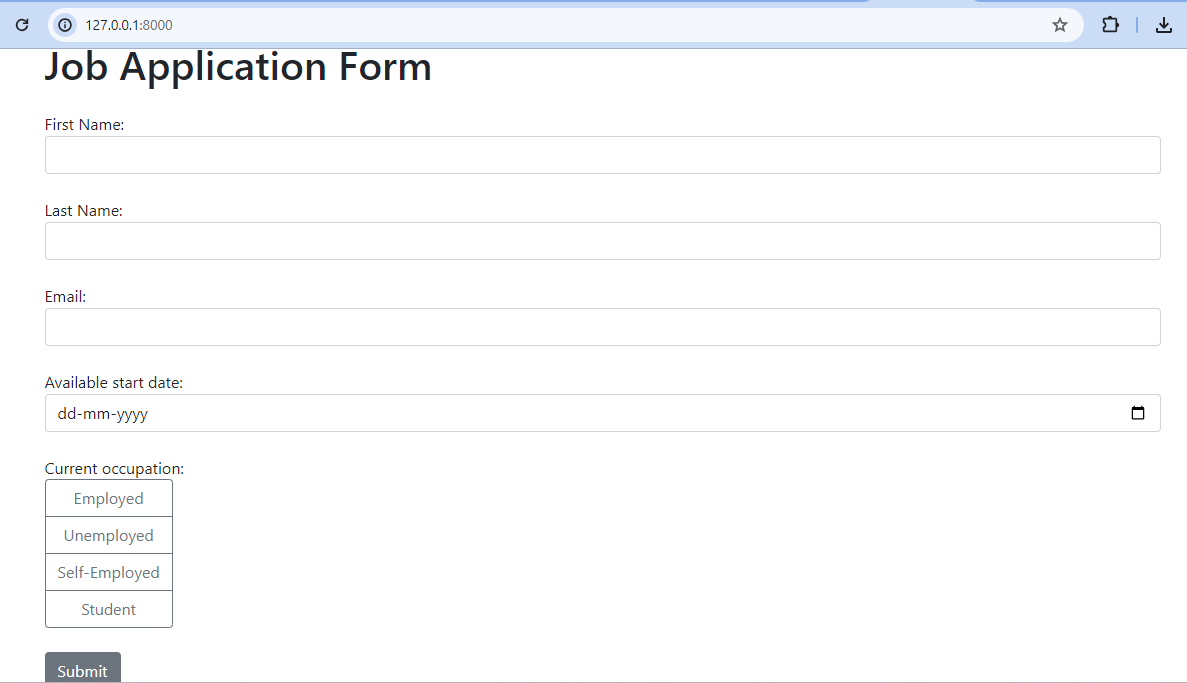 127.0.0.1:8000
Job Application Form
First Name:
Last Name:
Email:
Available start date:
dd-mm-yyyy
Current occupation:
Employed
Unemployed
Self-Employed
Student
Submit